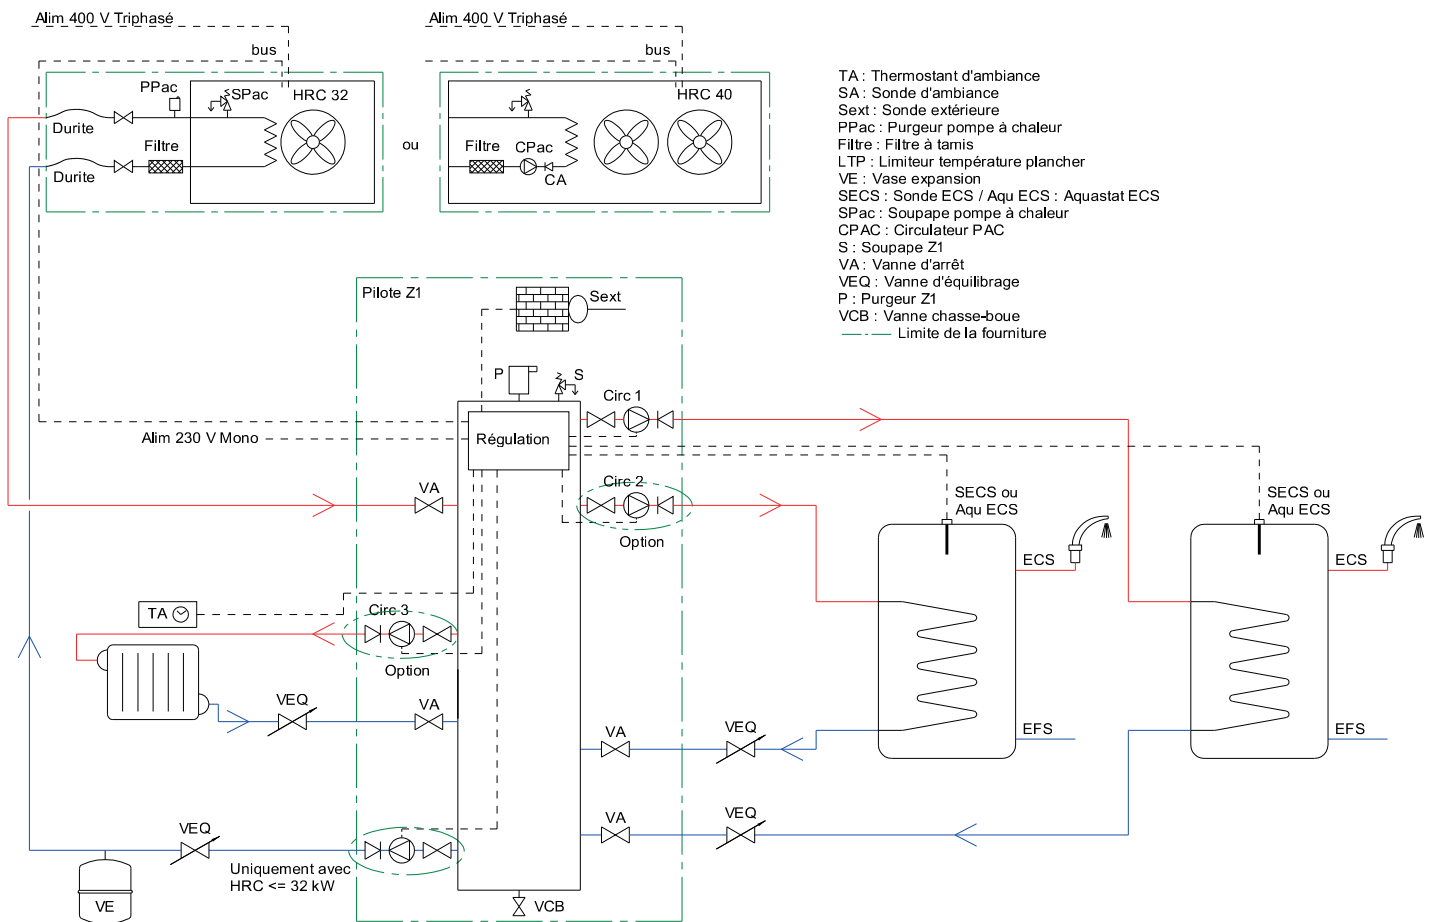 Alim 400 V Triphasé
Alim 400 V Triphasé
bus
bus
PPac
SPac
HRC 32
HRC 40
Durite
Filtre
Durite
ou
Filtre
CPac
CA
TA : Thermostant d'ambiance
SA : Sonde d'ambiance
Sext : Sonde extérieure
PPac : Purgeur pompe à chaleur
Filtre : Filtre à tamis
LTP : Limiteur température plancher
VE : Vase expansion
SECS : Sonde ECS / Aqu ECS : Aquastat ECS
SPac : Soupape pompe à chaleur
CPAC : Circulateur PAC
S : Soupape Z1
VA : Vanne d'arrêt
VEQ : Vanne d'équilibrage
P : Purgeur Z1
VCB : Vanne chasse-boue
Limite de la fourniture
Pilote Z1
Sext
P
S
Circ 1
Alim 230 V Mono
Régulation
VA
Circ 2
Option
SECS ou
Aqu ECS
SECS ou
Aqu ECS
ECS
ECS
TA
Circ 3
Option
VEQ
VA
VA
VEQ
EFS
EFS
VEQ
VA
VEQ
Uniquement avec
HRC <= 32 kW
VE
VCB